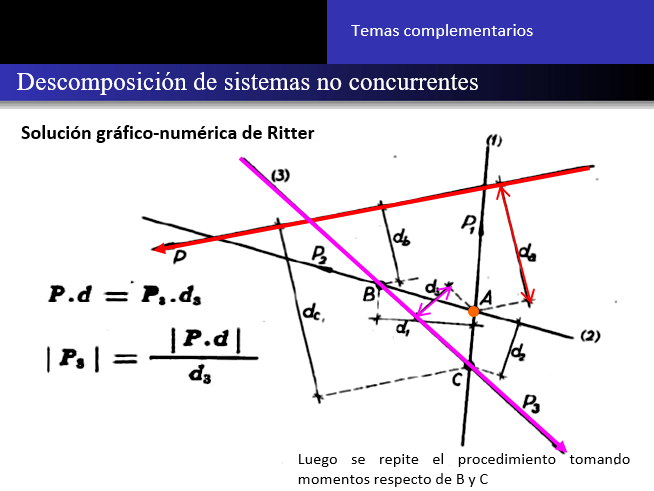 Temas complementarios
Descomposición de sistemas no concurrentes
Solución gráfico-numérica de Ritter
(1)
(3)
P₁
P
P₂
d_b
d_a
d₃
B
A
d_c
d₁
(2)
d₂
C
P₃
P.d = P₃.d₃
|P₃| = |P.d|
d₃
Luego se repite el procedimiento tomando
momentos respecto de B y C